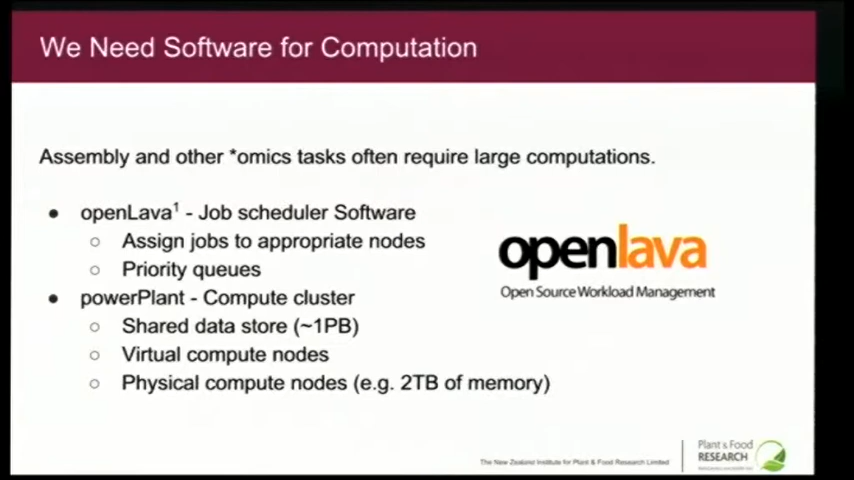 We Need Software for Computation
Assembly and other *omics tasks often require large computations.
● openLava¹ - Job scheduler Software
○ Assign jobs to appropriate nodes
○ Priority queues
● powerPlant - Compute cluster
○ Shared data store (~1PB)
○ Virtual compute nodes
○ Physical compute nodes (e.g. 2TB of memory)
openlava
Open Source Workload Management
The New Zealand Institute for Plant & Food Research Limited
Plant & Food
RESEARCH